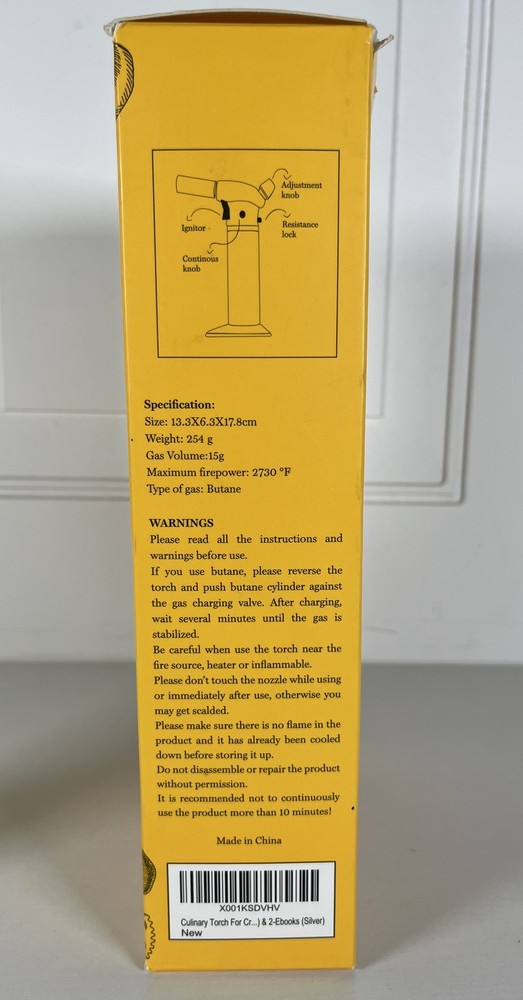 Adjustment
knob
Ignitor
Resistance
lock
Continous
knob
Specification:
Size: 13.3X6.3X17.8cm
Weight: 254 g
Gas Volume:15g
Maximum firepower: 2730 °F
Type of gas: Butane
WARNINGS
Please read all the instructions and
warnings before use.
If you use butane, please reverse the
torch and push butane cylinder against
the gas charging valve. After charging,
wait several minutes until the gas is
stabilized.
Be careful when use the torch near the
fire source, heater or inflammable.
Please don't touch the nozzle while using
or immediately after use, otherwise you
may get scalded.
Please make sure there is no flame in the
product and it has already been cooled
down before storing it up.
Do not disassemble or repair the product
without permission.
It is recommended not to continuously
use the product more than 10 minutes!
Made in China
X001KSDVHV
Culinary Torch For Cr...) & 2-Ebooks (Silver)
New